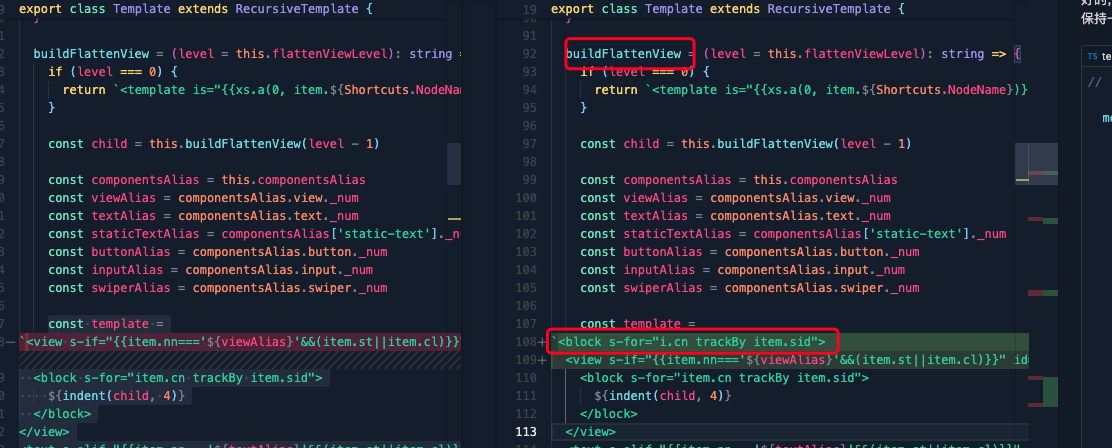 export class Template extends RecursiveTemplate {
}
buildFlattenView = (level = this.flattenViewLevel): string =
if (level === 0) {
return `<template is="{{xs.a(0, item.${Shortcuts.NodeNam
}
const child = this.buildFlattenView(level - 1)
const componentsAlias = this.componentsAlias
const viewAlias = componentsAlias.view._num
const textAlias = componentsAlias.text._num
const staticTextAlias = componentsAlias['static-text']._nu
const buttonAlias = componentsAlias.button._num
const inputAlias = componentsAlias.input._num
const swiperAlias = componentsAlias.swiper._num
const template =
`<view s-if="{{item.nn==='${viewAlias}'&&(item.st||item.cl)}}
<block s-for="item.cn trackBy item.sid">
${indent(child, 4)}
</block>
</view>
19 export class Template extends RecursiveTemplate {
91 }
92 buildFlattenView = (level = this.flattenViewLevel): string => {
93 if (level === 0) {
94 return `<template is="{{xs.a(0, item.${Shortcuts.NodeName})}
95 }
96
97 const child = this.buildFlattenView(level - 1)
98
99 const componentsAlias = this.componentsAlias
100 const viewAlias = componentsAlias.view._num
101 const textAlias = componentsAlias.text._num
102 const staticTextAlias = componentsAlias['static-text']._num
103 const buttonAlias = componentsAlias.button._num
104 const inputAlias = componentsAlias.input._num
105 const swiperAlias = componentsAlias.swiper._num
106
107 const template =
108+ `<block s-for="i.cn trackBy item.sid">
109+ <view s-if="{{item.nn==='${viewAlias}'&&(item.st||item.cl)}}" id=
110 <block s-for="item.cn trackBy item.sid">
111 ${indent(child, 4)}
112 </block>
113 </view>
保持
TS te
//